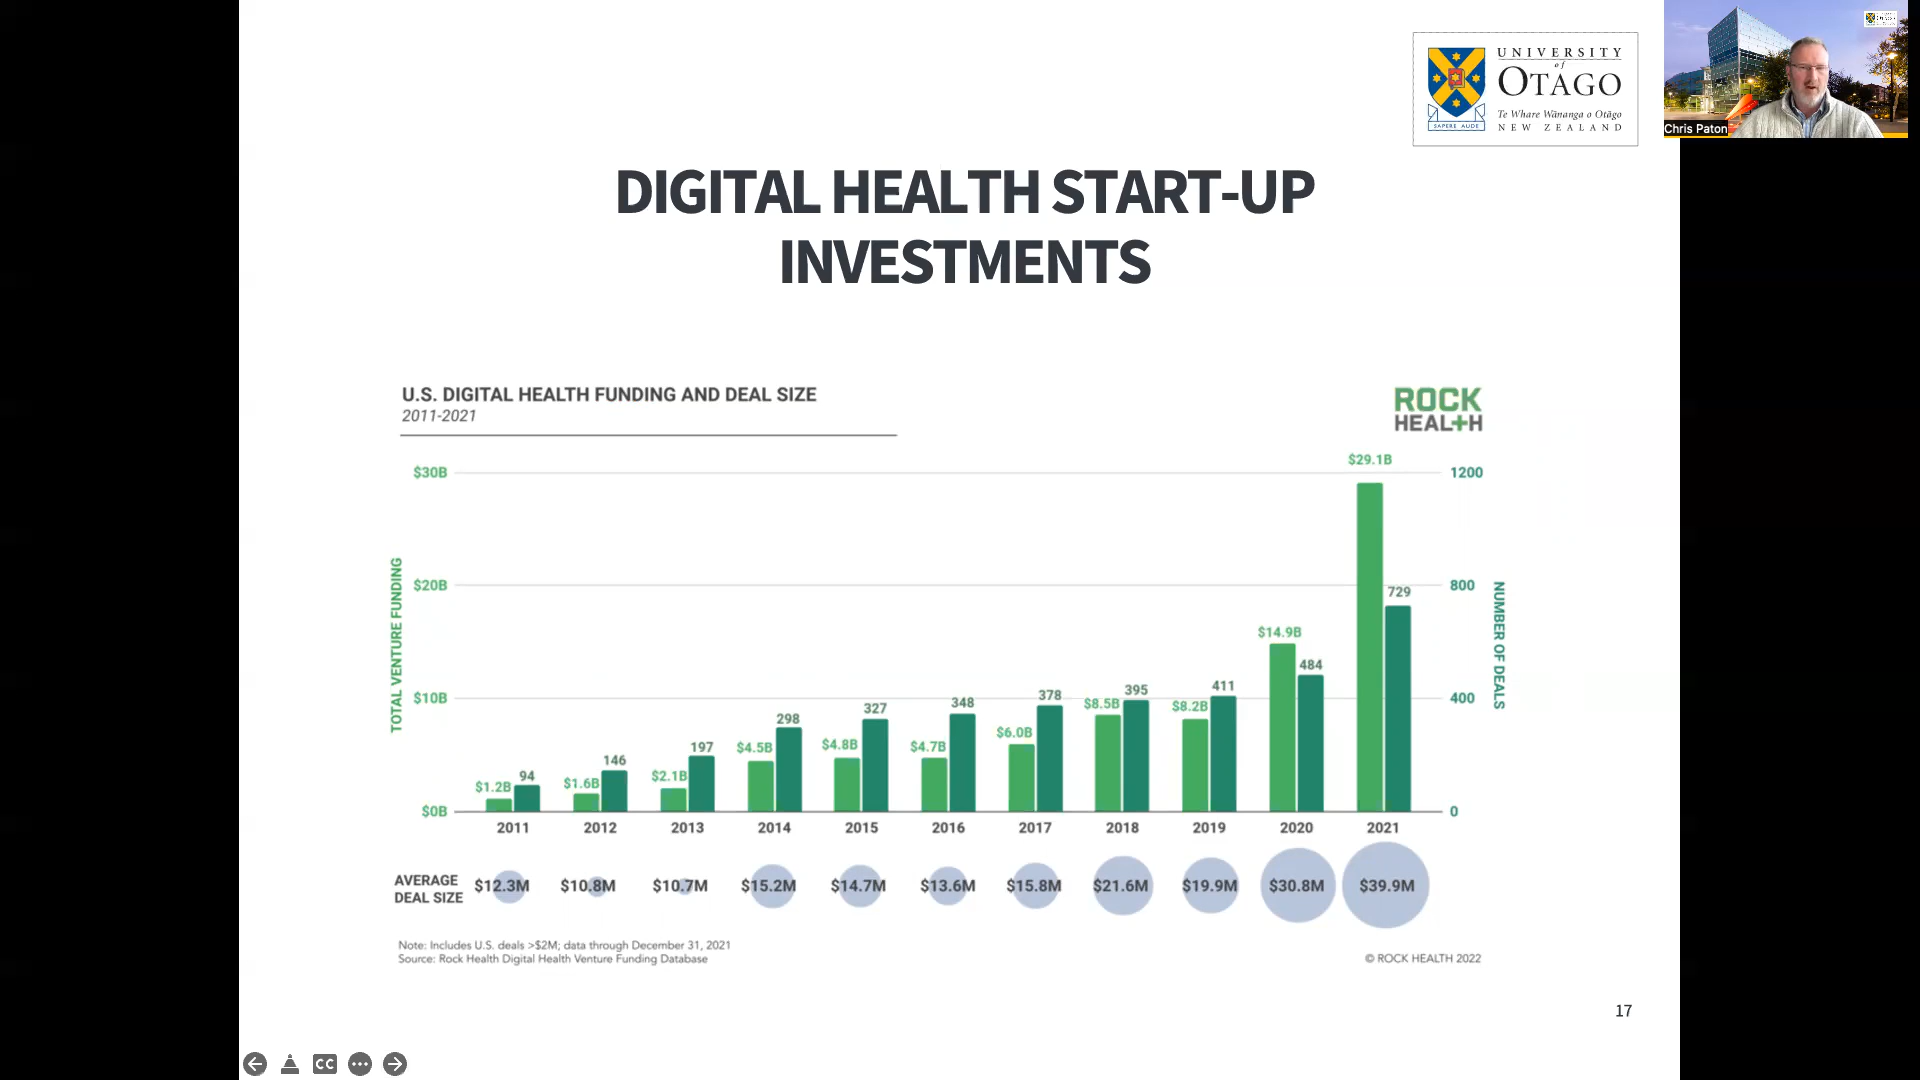 UNIVERSITY
of
OTAGO
Te Whare Wānanga o Otāgo
NEW ZEALAND
SAPERE AUDE
Chris Paton
DIGITAL HEALTH START-UP
INVESTMENTS
U.S. DIGITAL HEALTH FUNDING AND DEAL SIZE
2011-2021
ROCK
HEALTH
TOTAL VENTURE FUNDING
$30B
$20B
$10B
$0B
1200
800
400
0
NUMBER OF DEALS
$1.2B 94
$1.6B 146
$2.1B 197
$4.5B 298
$4.8B 327
$4.7B 348
$6.0B 378
$8.5B 395
$8.2B 411
$14.9B 484
$29.1B 729
2011 2012 2013 2014 2015 2016 2017 2018 2019 2020 2021
AVERAGE
DEAL SIZE
$12.3M $10.8M $10.7M $15.2M $14.7M $13.6M $15.8M $21.6M $19.9M $30.8M $39.9M
Note: Includes U.S. deals >$2M; data through December 31, 2021
Source: Rock Health Digital Health Venture Funding Database
© ROCK HEALTH 2022
17
CC